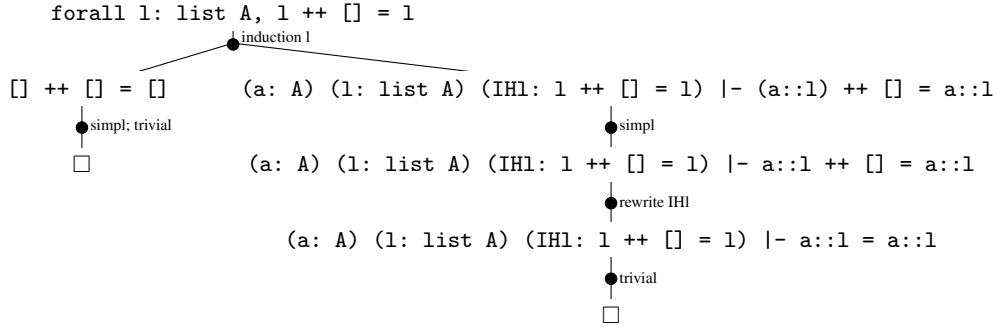 forall l: list A, l ++ [] = l
induction l
[] ++ [] = []
(a: A) (l: list A) (IHl: l ++ [] = l) |- (a::l) ++ [] = a::l
simpl; trivial
simpl
(a: A) (l: list A) (IHl: l ++ [] = l) |- a::l ++ [] = a::l
rewrite IHl
(a: A) (l: list A) (IHl: l ++ [] = l) |- a::l = a::l
trivial